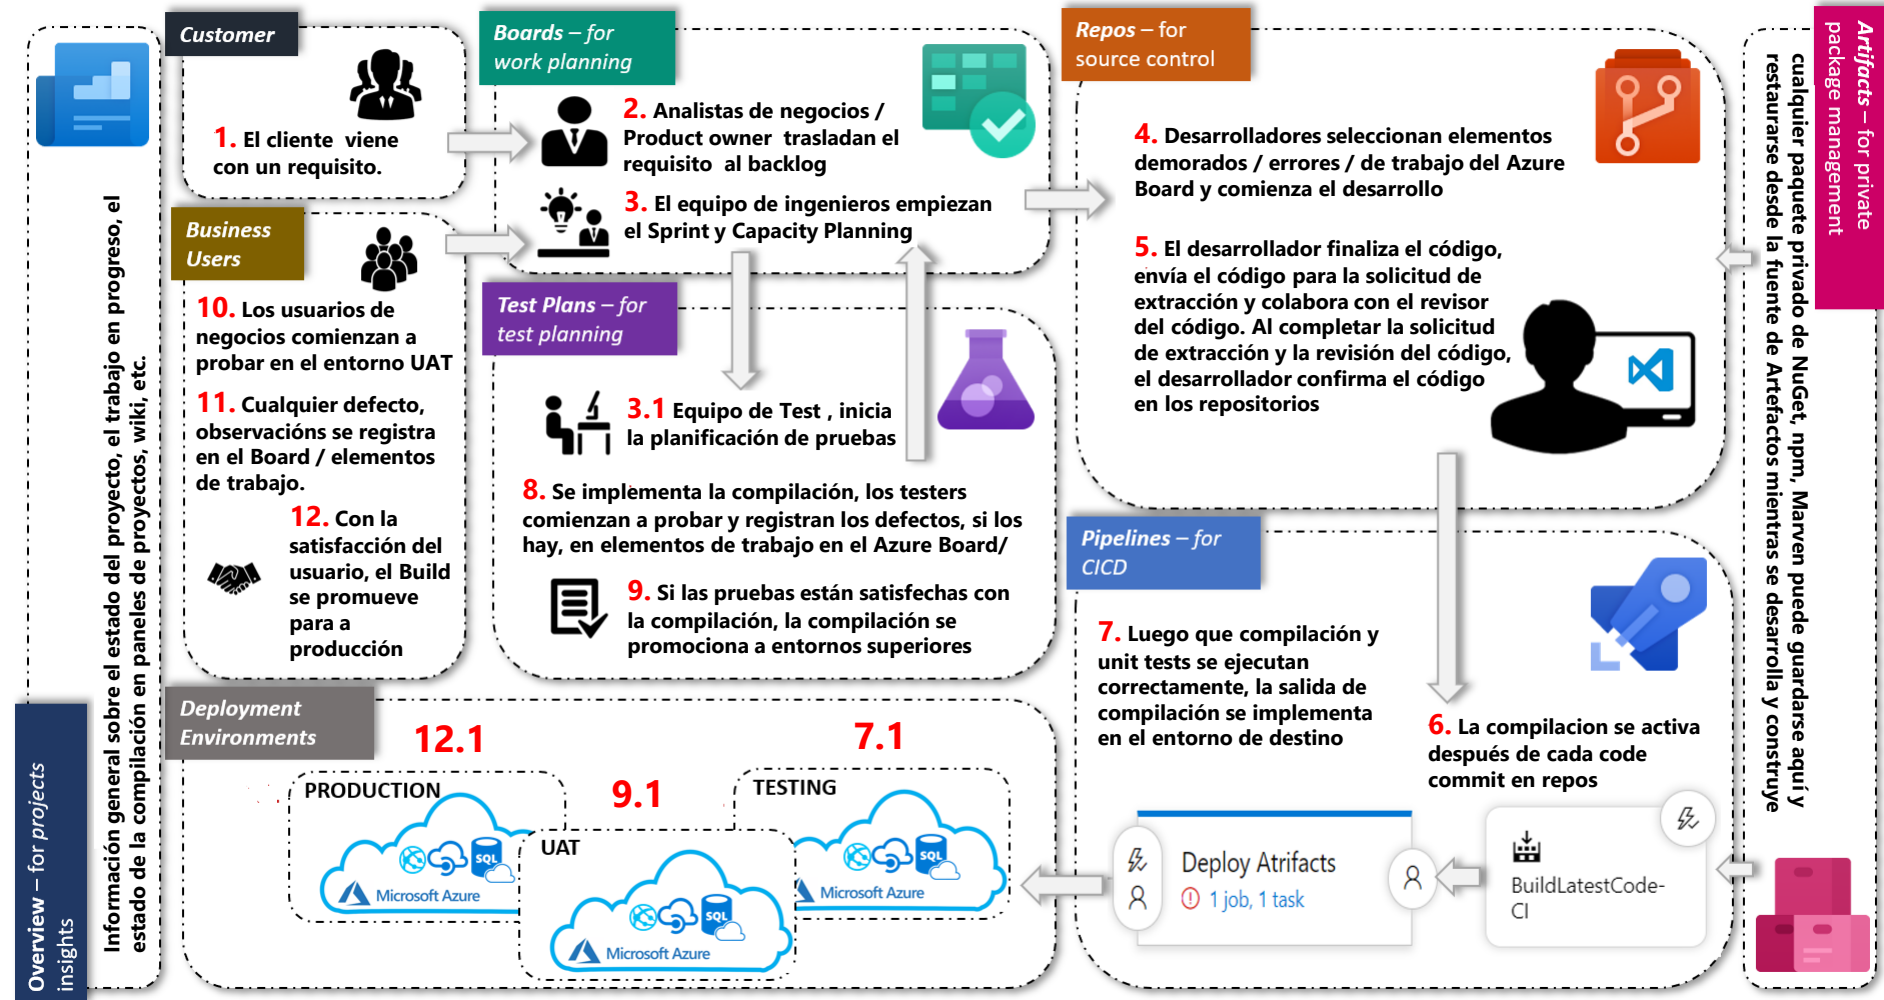 Overview – for projects
insights
Información general sobre el estado del proyecto, el trabajo en progreso, el
estado de la compilación en paneles de proyectos, wiki, etc.
Customer
1. El cliente viene
con un requisito.
Business
Users
10. Los usuarios de
negocios comienzan a
probar en el entorno UAT
11. Cualquier defecto,
observacións se registra
en el Board / elementos
de trabajo.
12. Con la
satisfacción del
usuario, el Build
se promueve
para a
producción
Boards – for
work planning
2. Analistas de negocios /
Product owner trasladan el
requisito al backlog
3. El equipo de ingenieros empiezan
el Sprint y Capacity Planning
Test Plans – for
test planning
3.1 Equipo de Test , inicia
la planificación de pruebas
8. Se implementa la compilación, los testers
comienzan a probar y registran los defectos, si los
hay, en elementos de trabajo en el Azure Board/
9. Si las pruebas están satisfechas con
la compilación, la compilación se
promociona a entornos superiores
Repos – for
source control
4. Desarrolladores seleccionan elementos
demorados / errores / de trabajo del Azure
Board y comienza el desarrollo
5. El desarrollador finaliza el código,
envía el código para la solicitud de
extracción y colabora con el revisor
del código. Al completar la solicitud
de extracción y la revisión del código,
el desarrollador confirma el código
en los repositorios
Pipelines – for
CICD
7. Luego que compilación y
unit tests se ejecutan
correctamente, la salida de
compilación se implementa
en el entorno de destino
6. La compilacion se activa
después de cada code
commit en repos
Deploy Atrifacts
1 job, 1 task
BuildLatestCode-
CI
Deployment
Environments
12.1
PRODUCTION
SQL
Microsoft Azure
9.1
UAT
SQL
Microsoft Azure
7.1
TESTING
SQL
Microsoft Azure
Artifacts – for private
package management
cualquier paquete privado de NuGet, npm, Marven puede guardarse aquí y
restaurarse desde la fuente de Artefactos mientras se desarrolla y construye